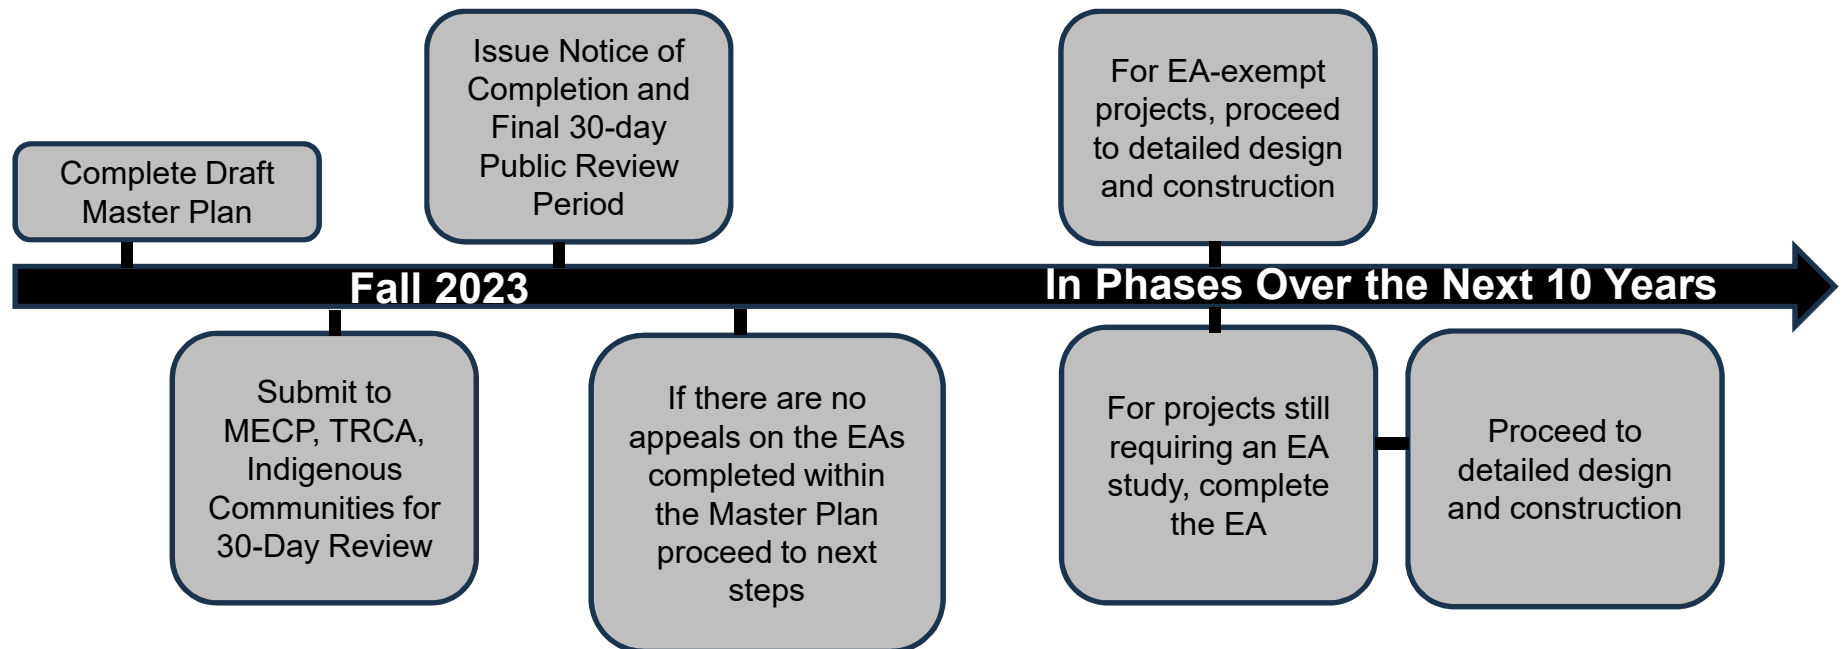 Complete Draft
Master Plan
Issue Notice of
Completion and
Final 30-day
Public Review
Period
For EA-exempt
projects, proceed
to detailed design
and construction
Fall 2023
In Phases Over the Next 10 Years
Submit to
MECP, TRCA,
Indigenous
Communities for
30-Day Review
If there are no
appeals on the EAs
completed within
the Master Plan
proceed to next
steps
For projects still
requiring an EA
study, complete
the EA
Proceed to
detailed design
and construction